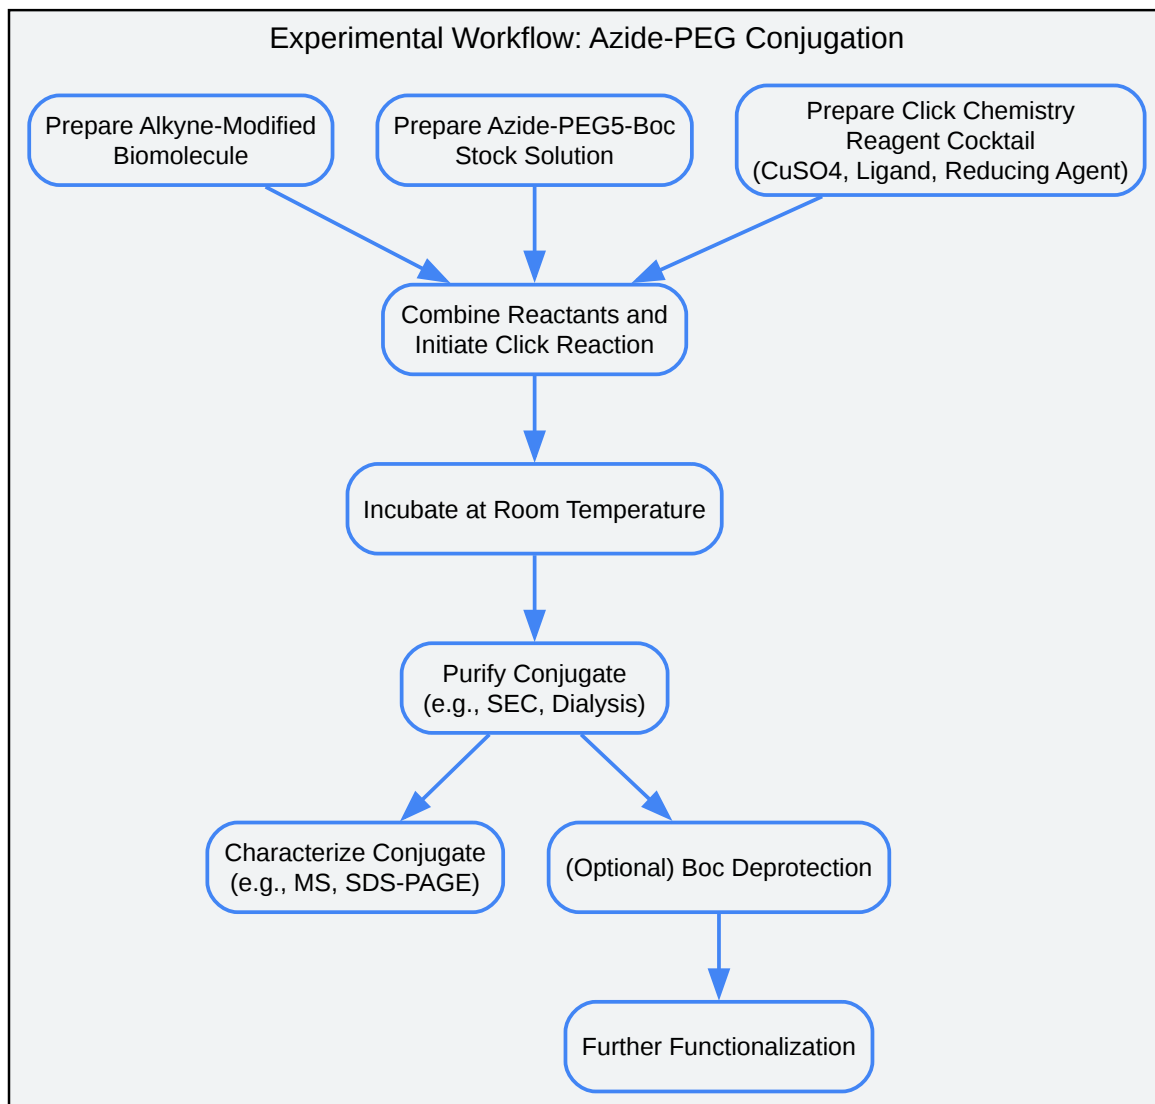 Experimental Workflow: Azide-PEG Conjugation
Prepare Alkyne-Modified
Biomolecule
Prepare Azide-PEG5-Boc
Stock Solution
Prepare Click Chemistry
Reagent Cocktail
(CuSO4, Ligand, Reducing Agent)
Combine Reactants and
Initiate Click Reaction
Incubate at Room Temperature
Purify Conjugate
(e.g., SEC, Dialysis)
Characterize Conjugate
(e.g., MS, SDS-PAGE)
(Optional) Boc Deprotection
Further Functionalization